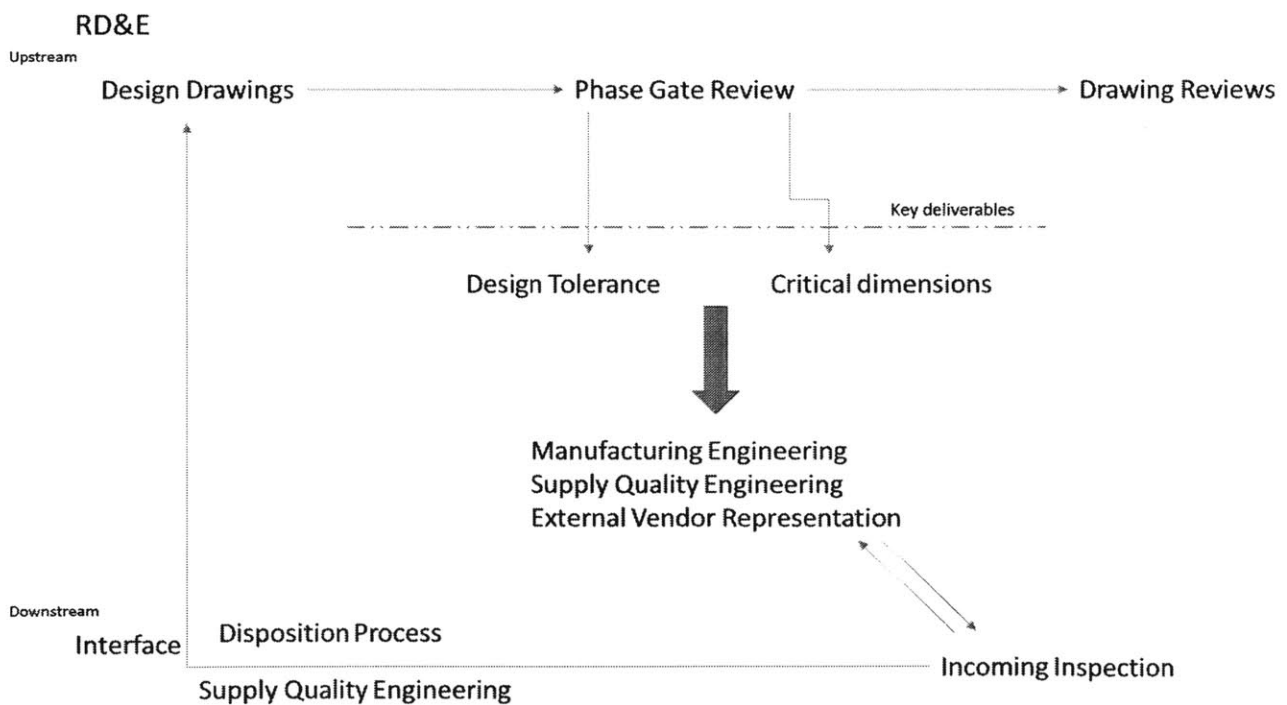 RD&E
Upstream
Design Drawings
Phase Gate Review
Drawing Reviews
Key deliverables
Design Tolerance
Critical dimensions
Manufacturing Engineering
Supply Quality Engineering
External Vendor Representation
Downstream
Interface
Disposition Process
Incoming Inspection
Supply Quality Engineering